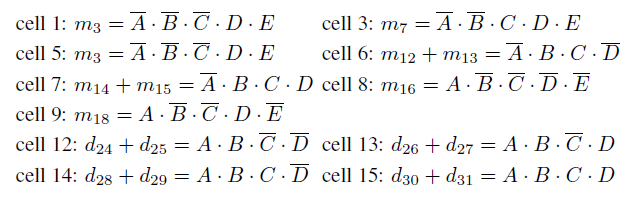 cell 1: m₃ = A̅ · B̅ · C̅ · D · E cell 3: m₇ = A̅ · B̅ · C · D · E
cell 5: m₃ = A̅ · B̅ · C̅ · D · E cell 6: m₁₂ + m₁₃ = A̅ · B · C · D̅
cell 7: m₁₄ + m₁₅ = A̅ · B · C · D cell 8: m₁₆ = A · B̅ · C̅ · D̅ · E̅
cell 9: m₁₈ = A · B̅ · C̅ · D · E̅
cell 12: d₂₄ + d₂₅ = A · B · C̅ · D̅ cell 13: d₂₆ + d₂₇ = A · B · C̅ · D
cell 14: d₂₈ + d₂₉ = A · B · C · D̅ cell 15: d₃₀ + d₃₁ = A · B · C · D